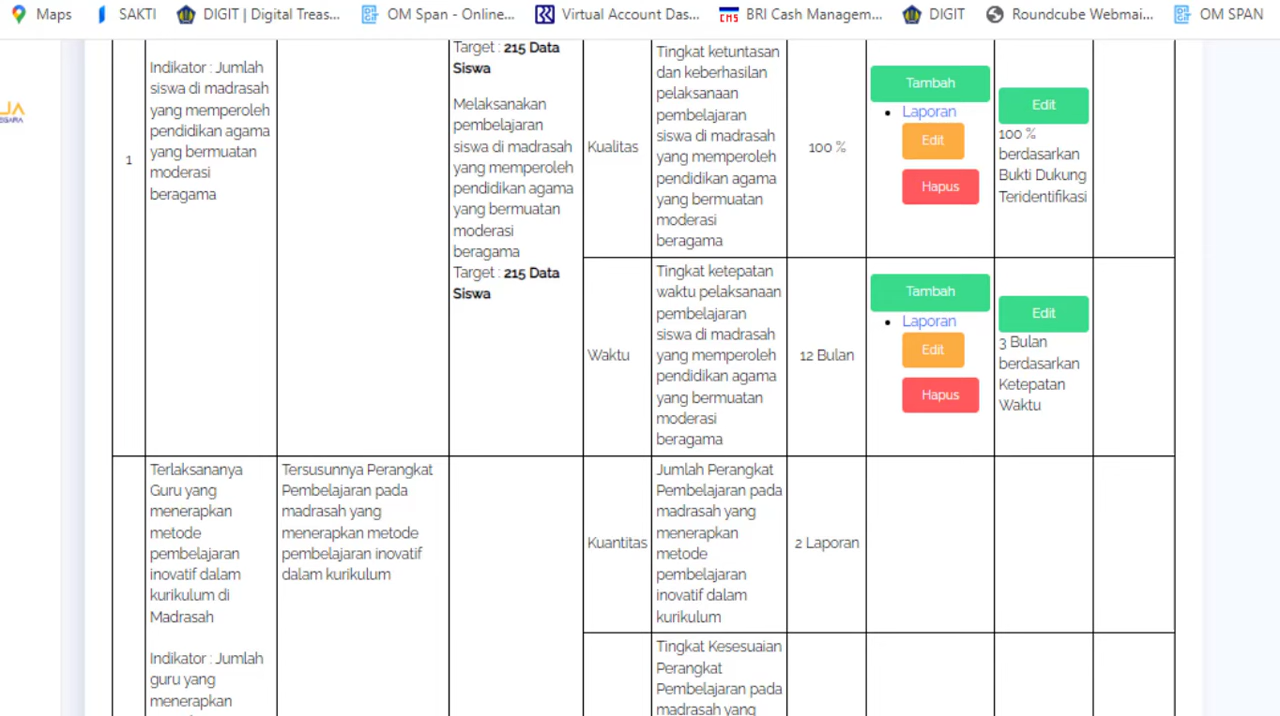 Maps SAKTI DIGIT | Digital Treas... OM Span - Online... Virtual Account Das... CMS BRI Cash Managem... DIGIT Roundcube Webmai... OM SPAN
1
Indikator : Jumlah
siswa di madrasah
yang memperoleh
pendidikan agama
yang bermuatan
moderasi
beragama
Target : 215 Data
Siswa
Melaksanakan
pembelajaran
siswa di madrasah
yang memperoleh
pendidikan agama
yang bermuatan
moderasi
beragama
Target : 215 Data
Siswa
Kualitas
Tingkat ketuntasan
dan keberhasilan
pelaksanaan
pembelajaran
siswa di madrasah
yang memperoleh
pendidikan agama
yang bermuatan
moderasi
beragama
100 %
Tambah
Laporan
Edit
Hapus
Edit
100 %
berdasarkan
Bukti Dukung
Teridentifikasi
Waktu
Tingkat ketepatan
waktu pelaksanaan
pembelajaran
siswa di madrasah
yang memperoleh
pendidikan agama
yang bermuatan
moderasi
beragama
12 Bulan
Tambah
Laporan
Edit
Hapus
Edit
3 Bulan
berdasarkan
Ketepatan
Waktu
Terlaksananya
Guru yang
menerapkan
metode
pembelajaran
inovatif dalam
kurikulum di
Madrasah
Indikator : Jumlah
guru yang
menerapkan
Tersusunnya Perangkat
Pembelajaran pada
madrasah yang
menerapkan metode
pembelajaran inovatif
dalam kurikulum
Kuantitas
Jumlah Perangkat
Pembelajaran pada
madrasah yang
menerapkan
metode
pembelajaran
inovatif dalam
kurikulum
2 Laporan
Tingkat Kesesuaian
Perangkat
Pembelajaran pada
madrasah yang